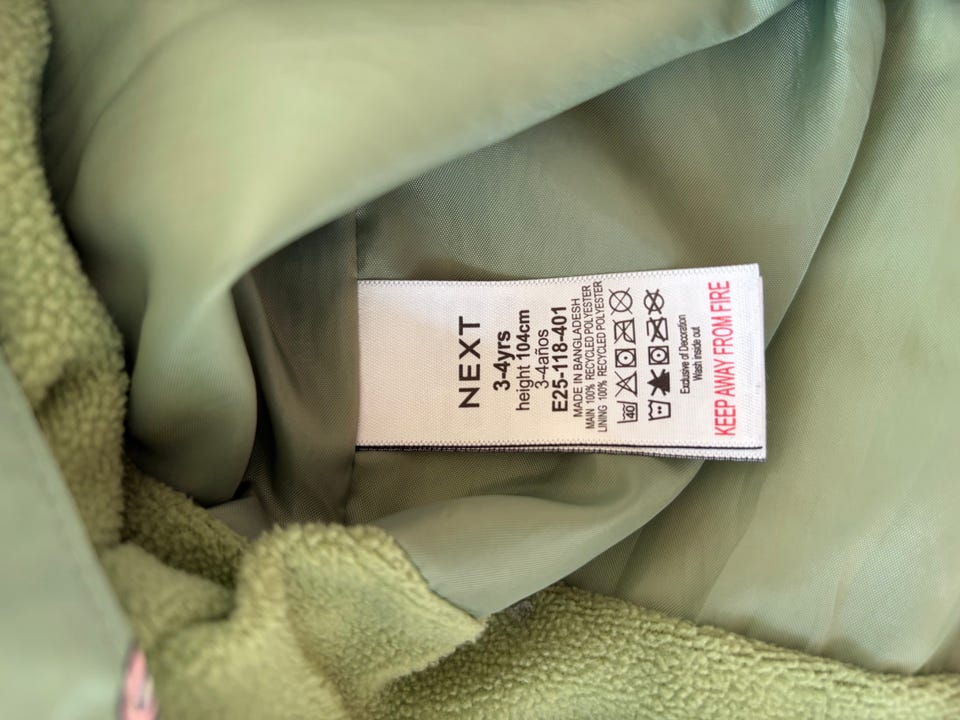 NEXT
3-4yrs
height 104cm
3-4años
E25-118-401
MADE IN BANGLADESH
MAIN 100% RECYCLED POLYESTER
LINING 100% RECYCLED POLYESTER
40
Exclusive of Decoration
Wash inside out
KEEP AWAY FROM FIRE